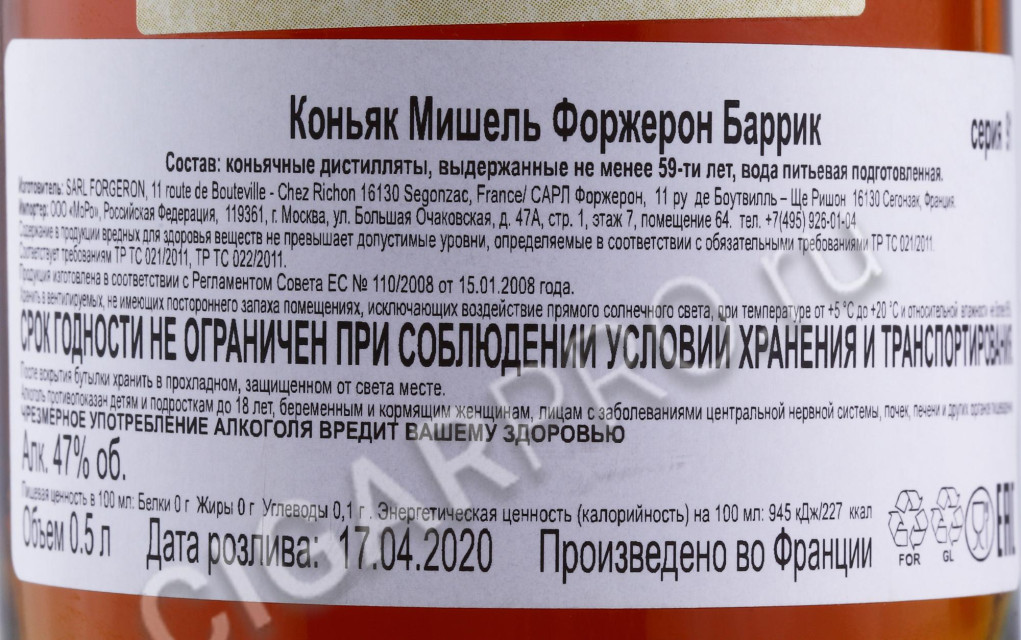 Коньяк Мишель Форжерон Баррик
серия
Состав: коньячные дистилляты, выдержанные не менее 59-ти лет, вода питьевая подготовленная.
Изготовитель: SARL FORGERON, 11 route de Bouteville - Chez Richon 16130 Segonzac, France/ САРЛ Форжерон, 11 ру де Боутвилль – Ще Ришон 16130 Сегонзак, Франция.
Импортер: ООО «МоРо», Российская Федерация, 119361, г. Москва, ул. Большая Очаковская, д. 47А, стр. 1, этаж 7, помещение 64. тел. +7(495) 926-01-04
Содержание в продукции вредных для здоровья веществ не превышает допустимые уровни, определяемые в соответствии с обязательными требованиями ТР ТС 021/2011.
Соответствует требованиям ТР ТС 021/2011, ТР ТС 022/2011.
Продукция изготовлена в соответствии с Регламентом Совета ЕС № 110/2008 от 15.01.2008 года.
Хранить в вентилируемых, не имеющих постороннего запаха помещениях, исключающих воздействие прямого солнечного света, при температуре от +5 °С до +20 °С и относительной влажности не более
СРОК ГОДНОСТИ НЕ ОГРАНИЧЕН ПРИ СОБЛЮДЕНИИ УСЛОВИЙ ХРАНЕНИЯ И ТРАНСПОРТИРОВАНИЯ
После вскрытия бутылки хранить в прохладном, защищенном от света месте.
Алкоголь противопоказан детям и подросткам до 18 лет, беременным и кормящим женщинам, лицам с заболеваниями центральной нервной системы, почек, печени и других органов пищеварения
ЧРЕЗМЕРНОЕ УПОТРЕБЛЕНИЕ АЛКОГОЛЯ ВРЕДИТ ВАШЕМУ ЗДОРОВЬЮ
Алк. 47% об.
Пищевая ценность в 100 мл: Белки 0 г Жиры 0 г Углеводы 0,1 г . Энергетическая ценность (калорийность) на 100 мл: 945 кДж/227 ккал
Объем 0.5 л Дата розлива: 17.04.2020 Произведено во Франции
FOR GL EAC
CIGARPRO.ru